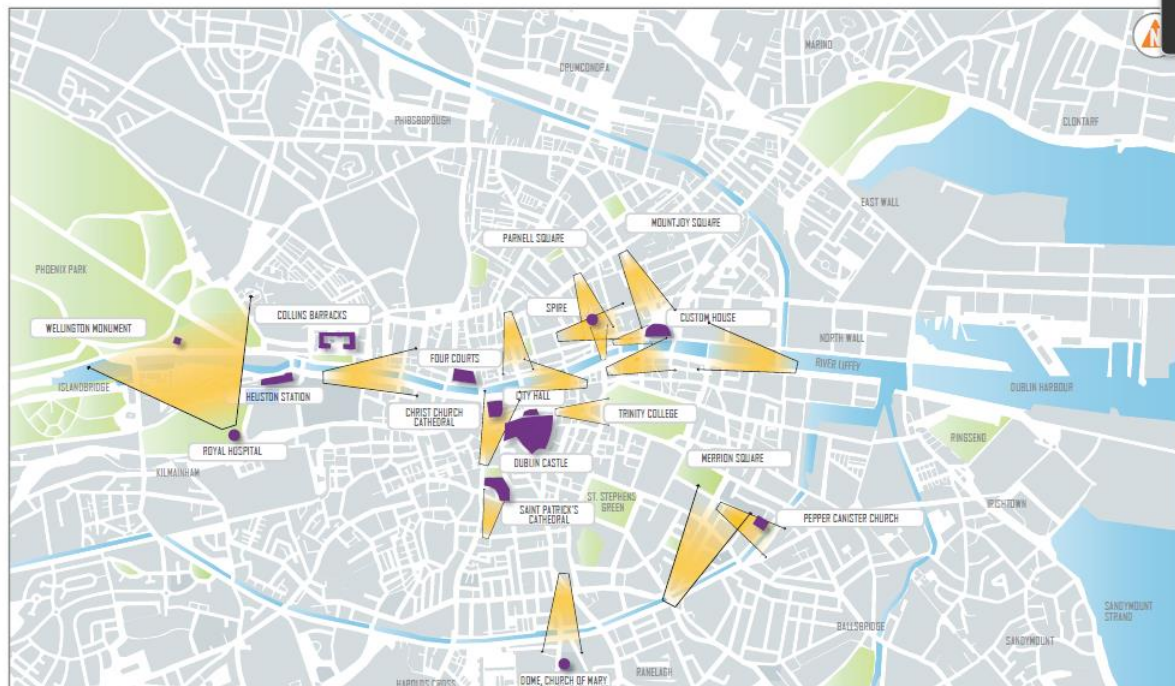 N
MARINO
DRUMCONDRA
PHIBSBOROUGH
CLONTARF
EAST WALL
MOUNTJOY SQUARE
PARNELL SQUARE
PHOENIX PARK
SPIRE
COLLINS BARRACKS
CUSTOM HOUSE
WELLINGTON MONUMENT
NORTH WALL
FOUR COURTS
RIVER LIFFEY
ISLANDBRIDGE
DUBLIN HARBOUR
HEUSTON STATION
CITY HALL
CHRIST CHURCH
CATHEDRAL
TRINITY COLLEGE
RINGSEND
ROYAL HOSPITAL
MERRION SQUARE
DUBLIN CASTLE
KILMAINHAM
ST. STEPHENS
GREEN
IRISHTOWN
SAINT PATRICK'S
CATHEDRAL
PEPPER CANISTER CHURCH
SANDYMOUNT
STRAND
BALLSBRIDGE
SANDYMOUNT
RANELAGH
DOME, CHURCH OF MARY
HAROLDS CROSS